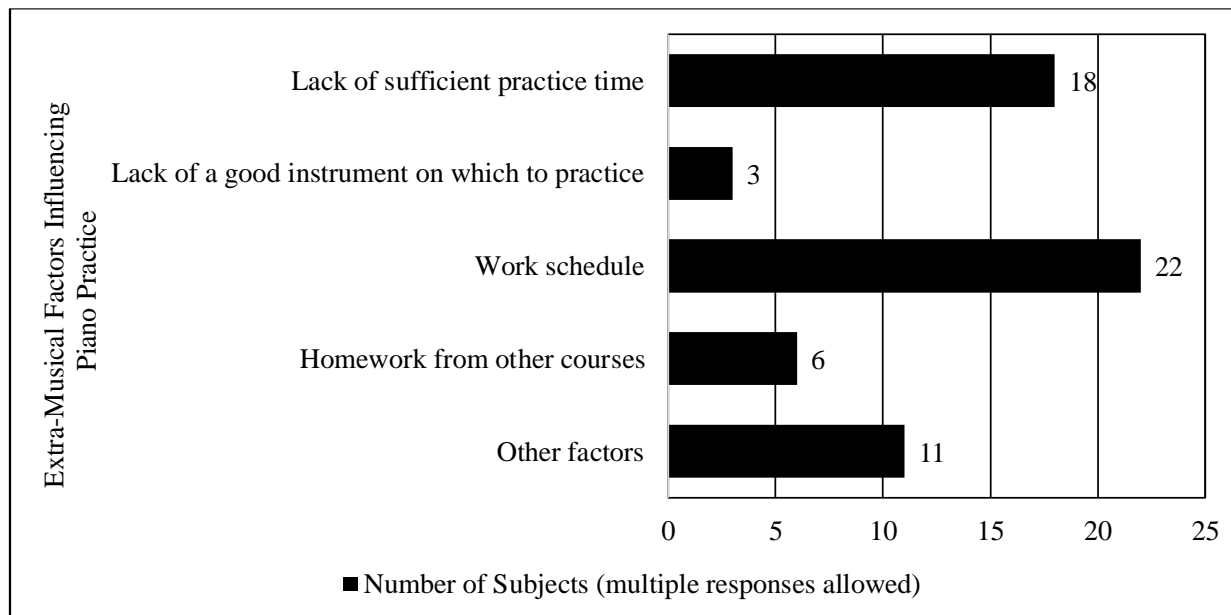 Extra-Musical Factors Influencing
Piano Practice
Lack of sufficient practice time
18
Lack of a good instrument on which to practice
3
Work schedule
22
Homework from other courses
6
Other factors
11
0 5 10 15 20 25
Number of Subjects (multiple responses allowed)